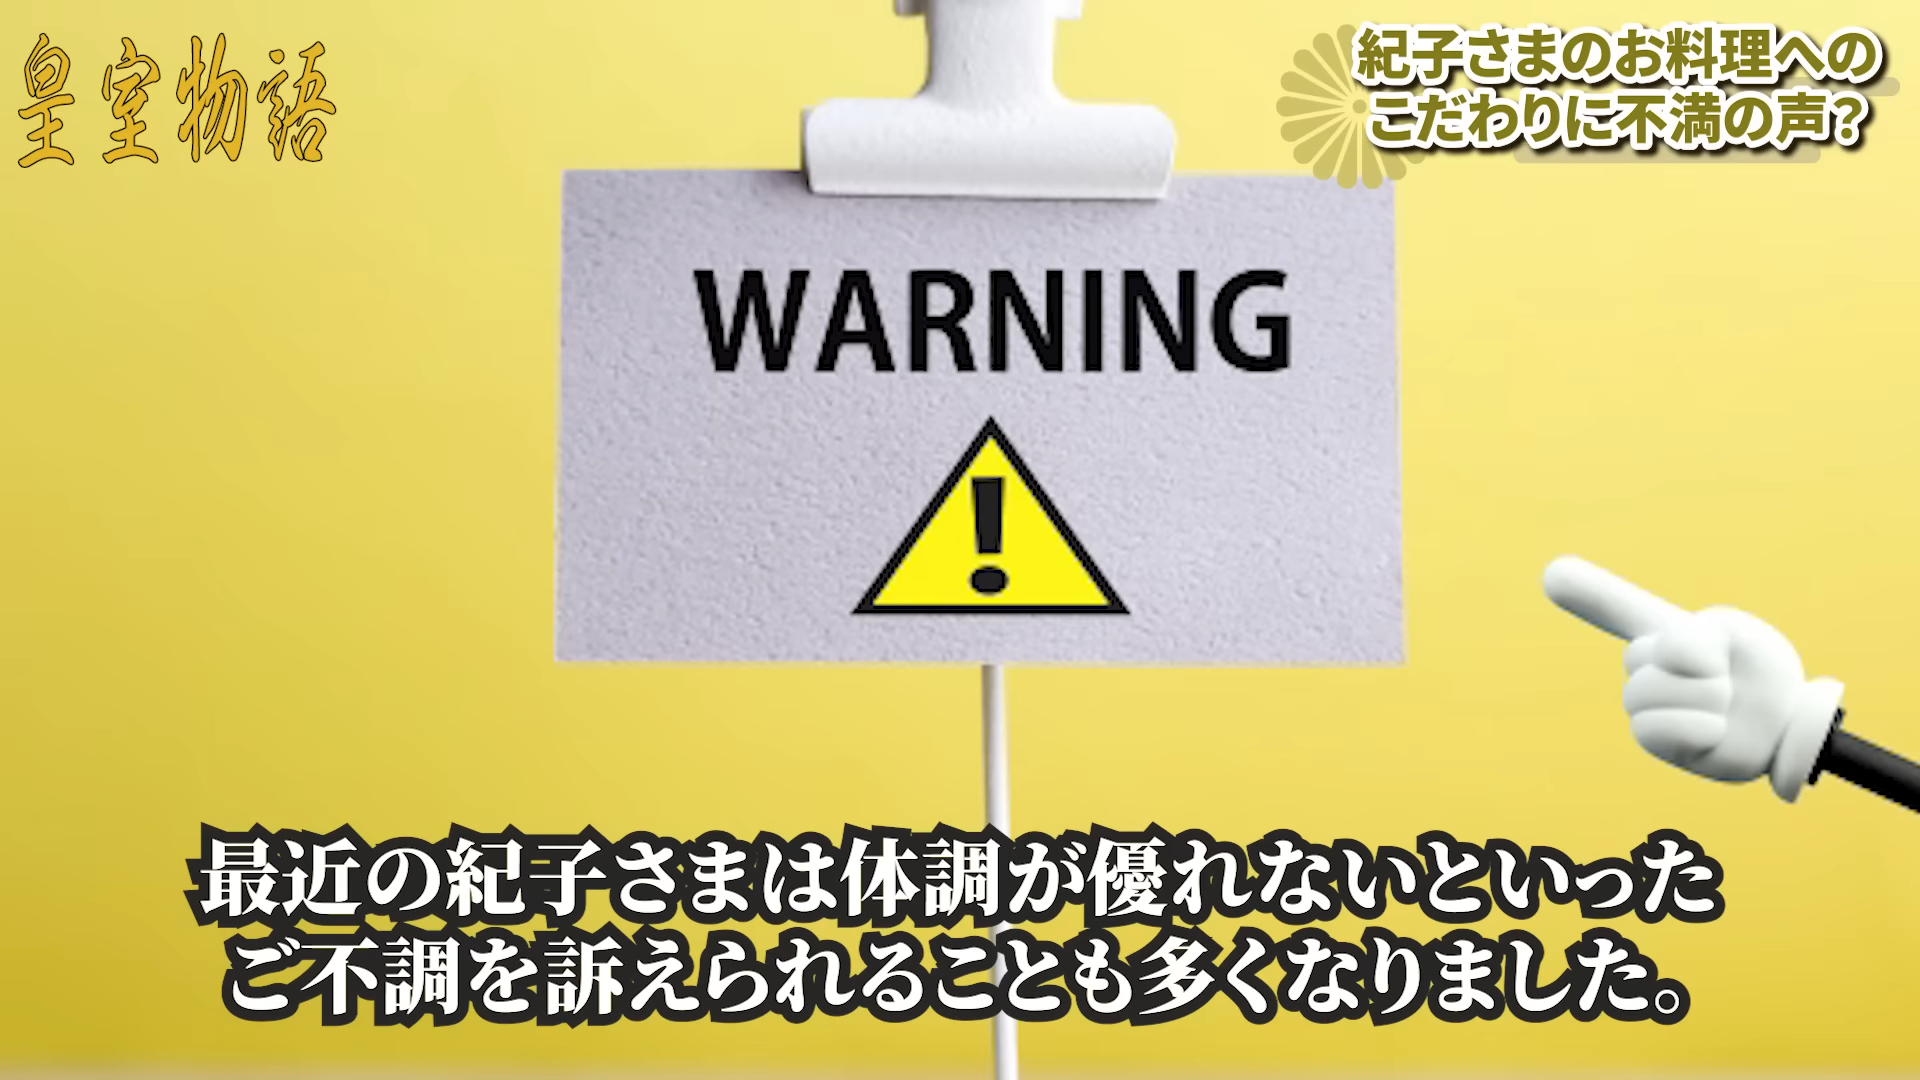 皇室物語
紀子さまのお料理への
こだわりに不満の声?
WARNING
最近の紀子さまは体調が優れないといった
ご不調を訴えられることも多くなりました。